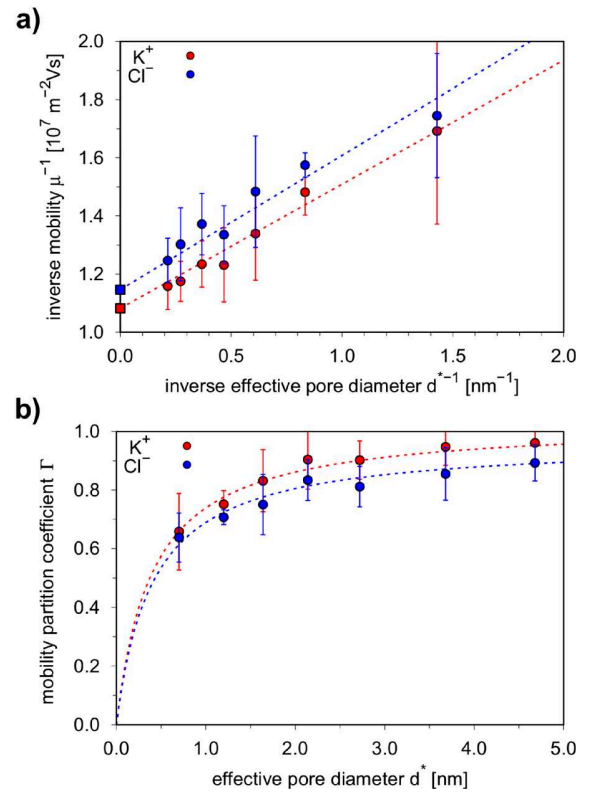 a)
K⁺
Cl⁻
2.0
1.8
1.6
1.4
1.2
1.0
inverse mobility μ⁻¹ [10⁷ m⁻²Vs]
0.0 0.5 1.0 1.5 2.0
inverse effective pore diameter d*⁻¹ [nm⁻¹]
b)
K⁺
Cl⁻
1.0
0.8
0.6
0.4
0.2
0.0
mobility partition coefficient Γ
0.0 1.0 2.0 3.0 4.0 5.0
effective pore diameter d* [nm]